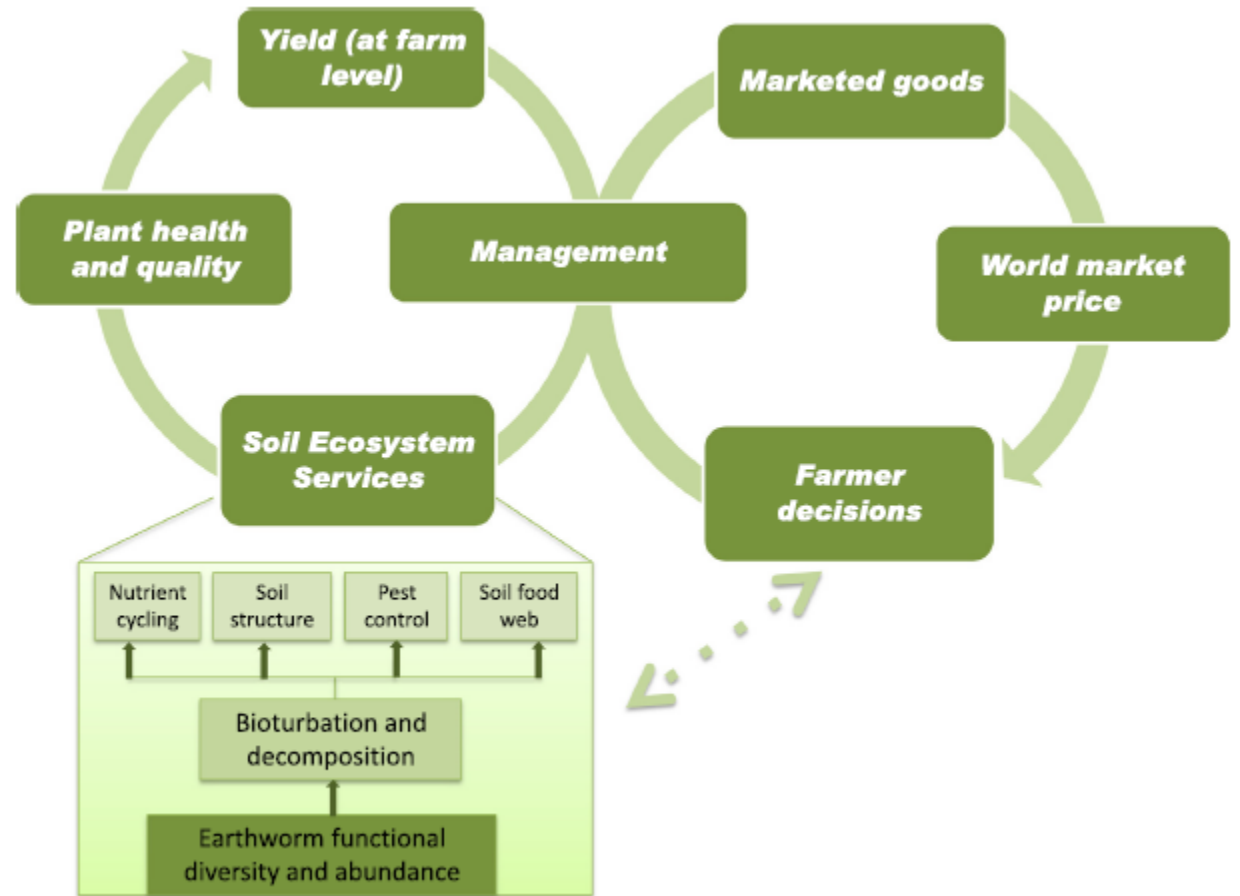 Yield (at farm
level)
Marketed goods
Plant health
and quality
Management
World market
price
Soil Ecosystem
Services
Farmer
decisions
Nutrient
cycling
Soil
structure
Pest
control
Soil food
web
Bioturbation and
decomposition
Earthworm functional
diversity and abundance